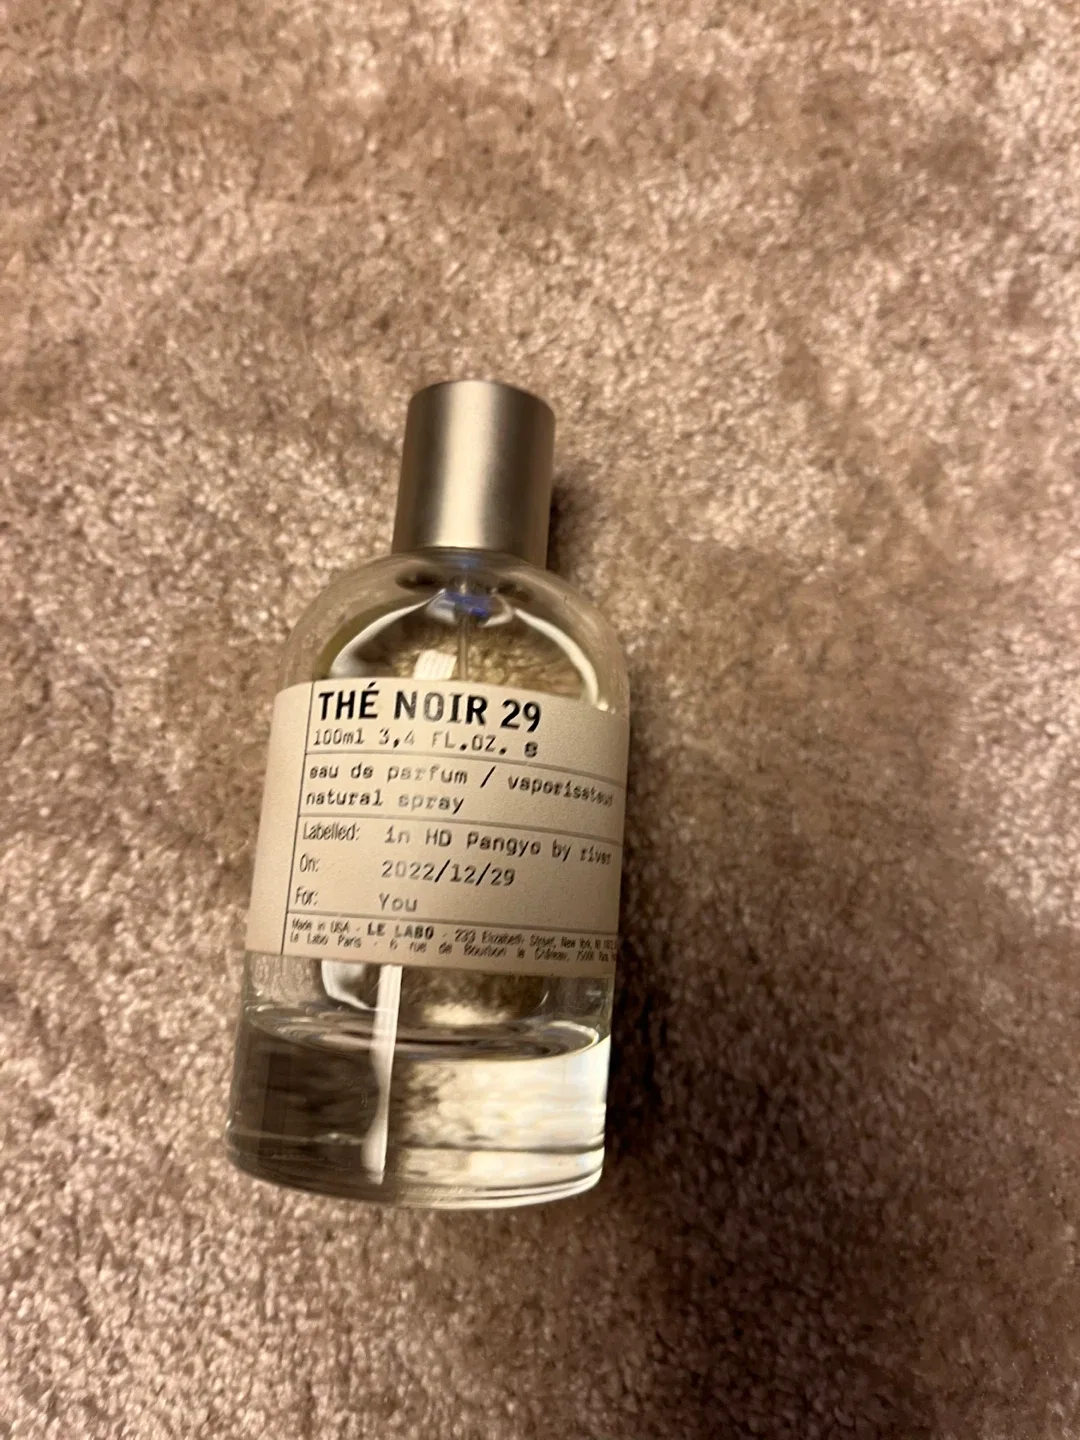 THÉ NOIR 29
100ml 3,4 FL.OZ. e
eau de parfum / vaporisateur
natural spray
Labelled: in HD Pangyo by river
On: 2022/12/29
For: You
Made in USA - LE LABO - 233 Elizabeth Street, New York, NY
Le Labo Paris - 6 rue de Bourbon le Château, 75006 Paris,